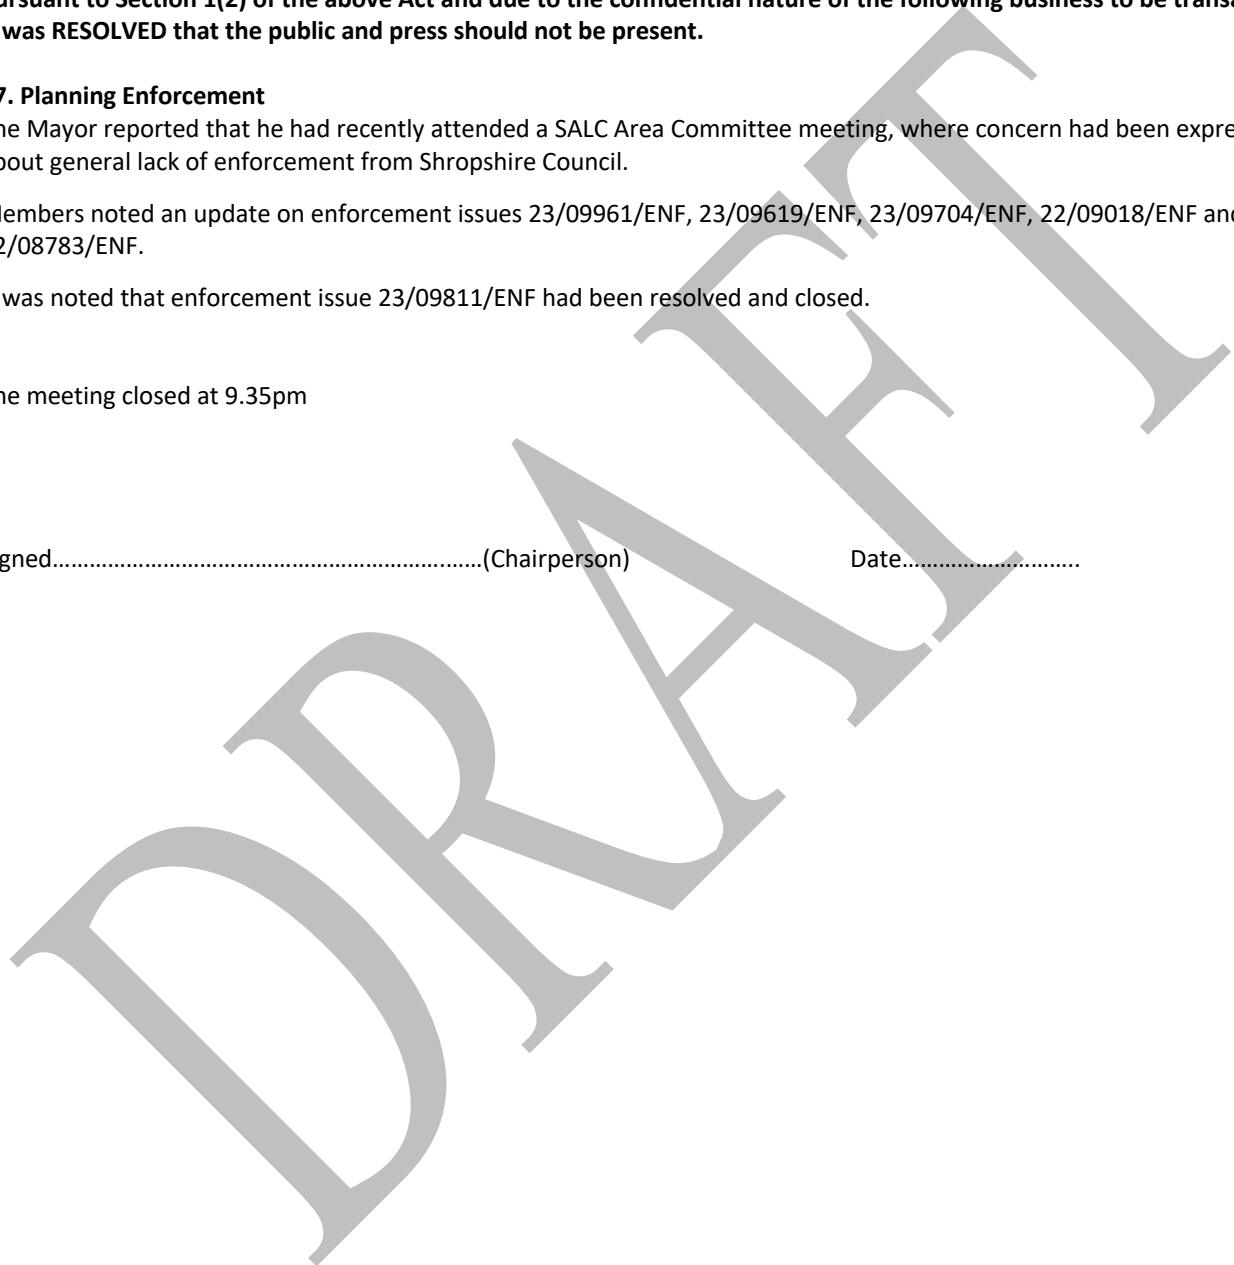 ursuant to Section 1(2) of the above Act and due to the confidential nature of the following business to be transa
was RESOLVED that the public and press should not be present.
7. Planning Enforcement
he Mayor reported that he had recently attended a SALC Area Committee meeting, where concern had been expre
bout general lack of enforcement from Shropshire Council.
embers noted an update on enforcement issues 23/09961/ENF, 23/09619/ENF, 23/09704/ENF, 22/09018/ENF and
2/08783/ENF.
was noted that enforcement issue 23/09811/ENF had been resolved and closed.
he meeting closed at 9.35pm
gned……………………………………………………….……(Chairperson) Date………………………..
DRAFT